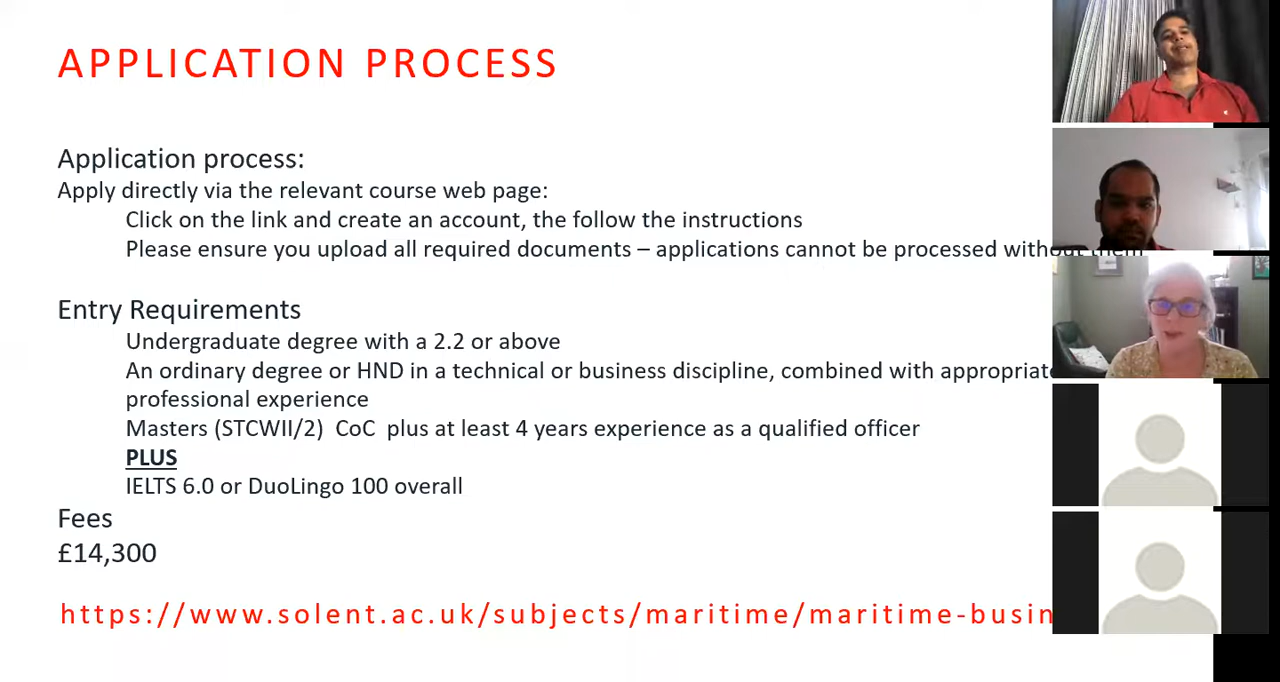 APPLICATION PROCESS
Application process:
Apply directly via the relevant course web page:
Click on the link and create an account, the follow the instructions
Please ensure you upload all required documents – applications cannot be processed without them
Entry Requirements
Undergraduate degree with a 2.2 or above
An ordinary degree or HND in a technical or business discipline, combined with appropriate
professional experience
Masters (STCWII/2) CoC plus at least 4 years experience as a qualified officer
PLUS
IELTS 6.0 or DuoLingo 100 overall
Fees
£14,300
https://www.solent.ac.uk/subjects/maritime/maritime-busin